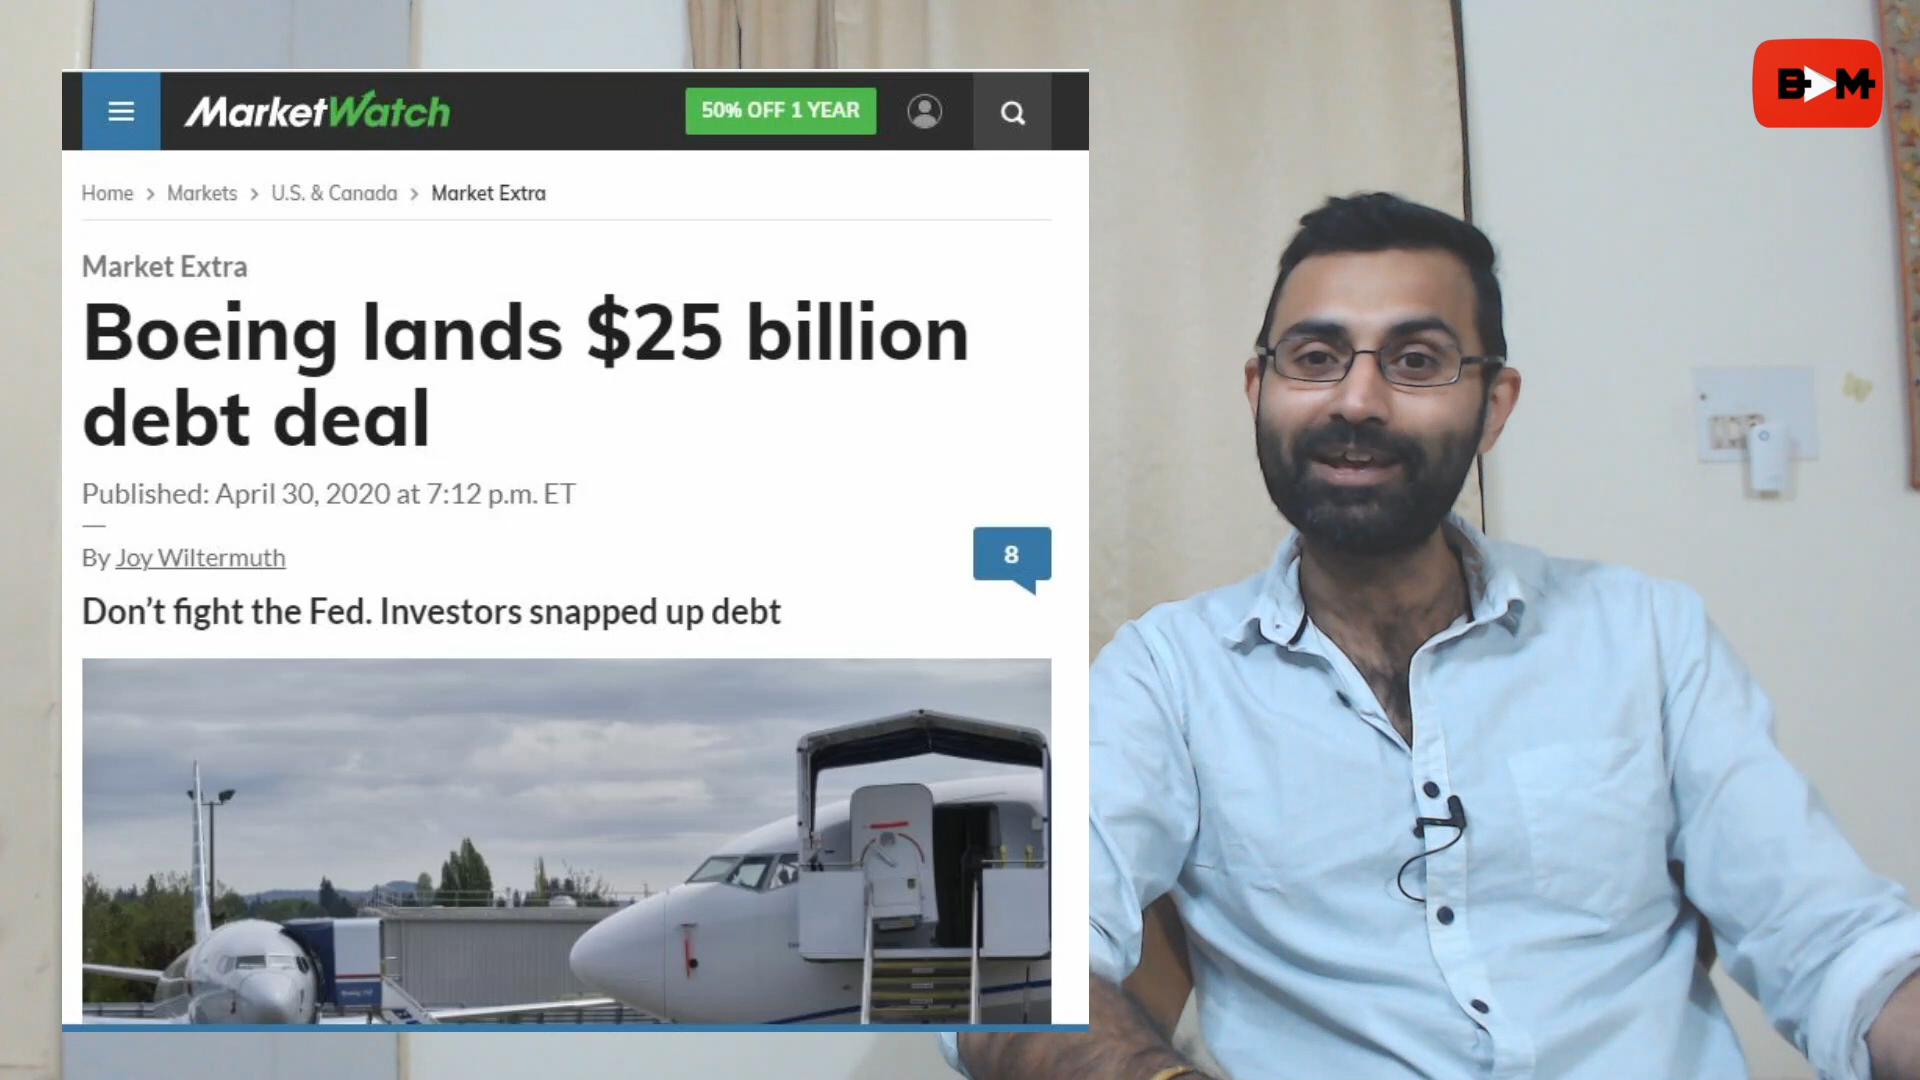 MarketWatch
50% OFF 1 YEAR
Home > Markets > U.S. & Canada > Market Extra
Market Extra
Boeing lands $25 billion
debt deal
Published: April 30, 2020 at 7:12 p.m. ET
By Joy Wiltermuth
8
Don't fight the Fed. Investors snapped up debt
B M